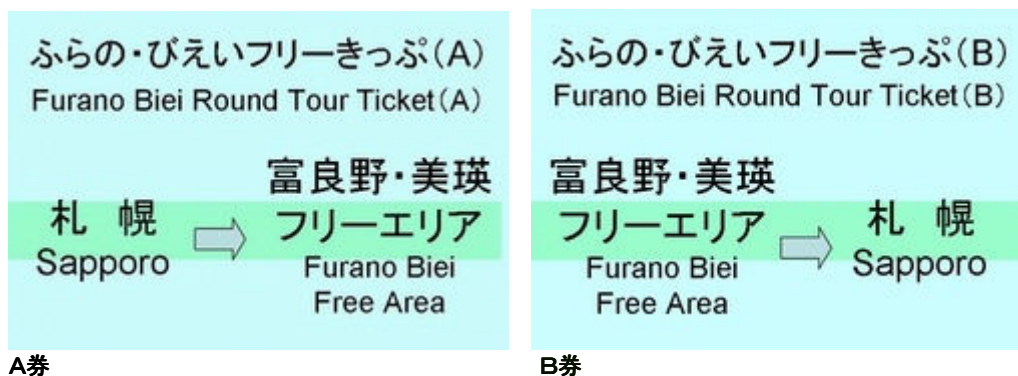 ふらの・びえいフリーきっぷ(A)
Furano Biei Round Tour Ticket(A)
札 幌
Sapporo
富良野・美瑛
フリーエリア
Furano Biei
Free Area
A券
ふらの・びえいフリーきっぷ(B)
Furano Biei Round Tour Ticket(B)
富良野・美瑛
フリーエリア
Furano Biei
Free Area
札 幌
Sapporo
B券